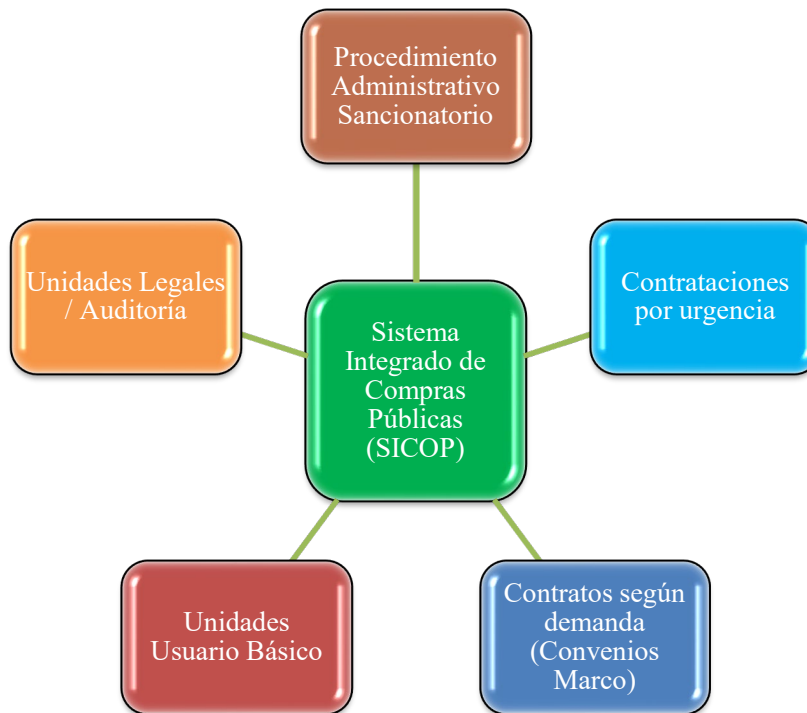 Procedimiento
Administrativo
Sancionatorio
Unidades Legales
/ Auditoría
Contrataciones
por urgencia
Sistema
Integrado de
Compras
Públicas
(SICOP)
Unidades
Usuario Básico
Contratos según
demanda
(Convenios
Marco)